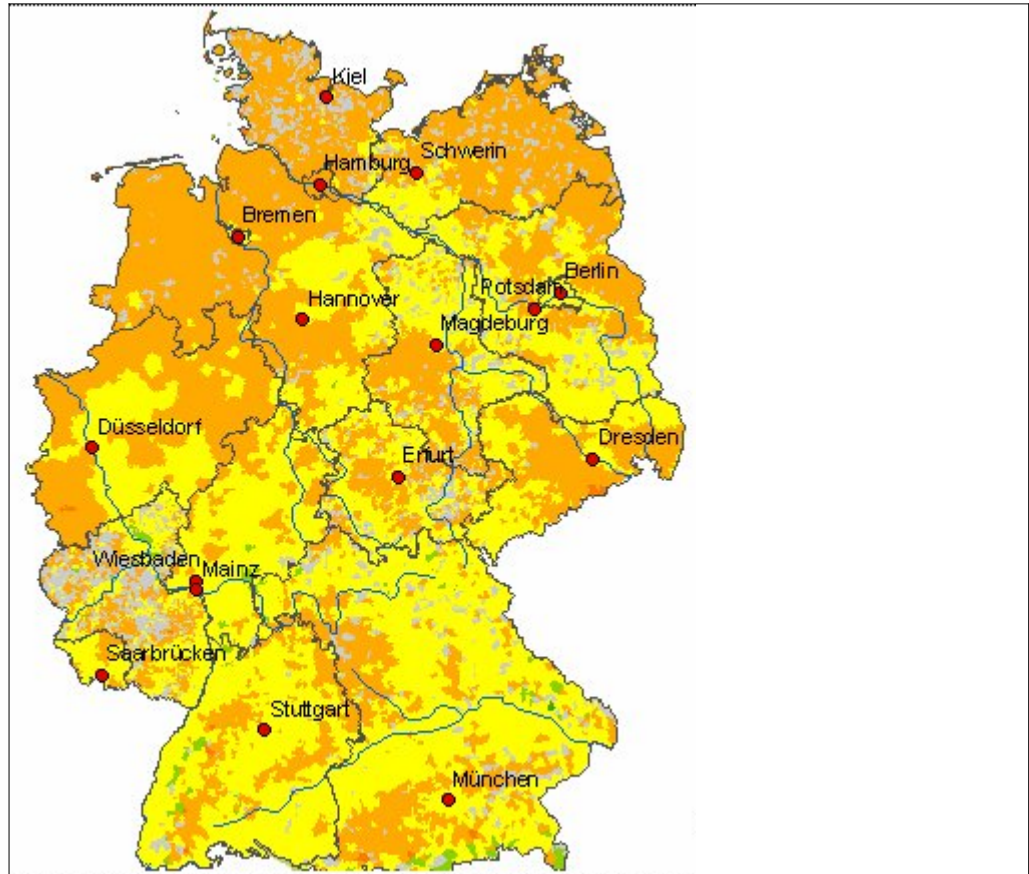 Kiel
Schwerin
Hamburg
Bremen
Berlin
Potsdam
Hannover
Magdeburg
Düsseldorf
Dresden
Erfurt
Wiesbaden
Mainz
Saarbrücken
Stuttgart
München